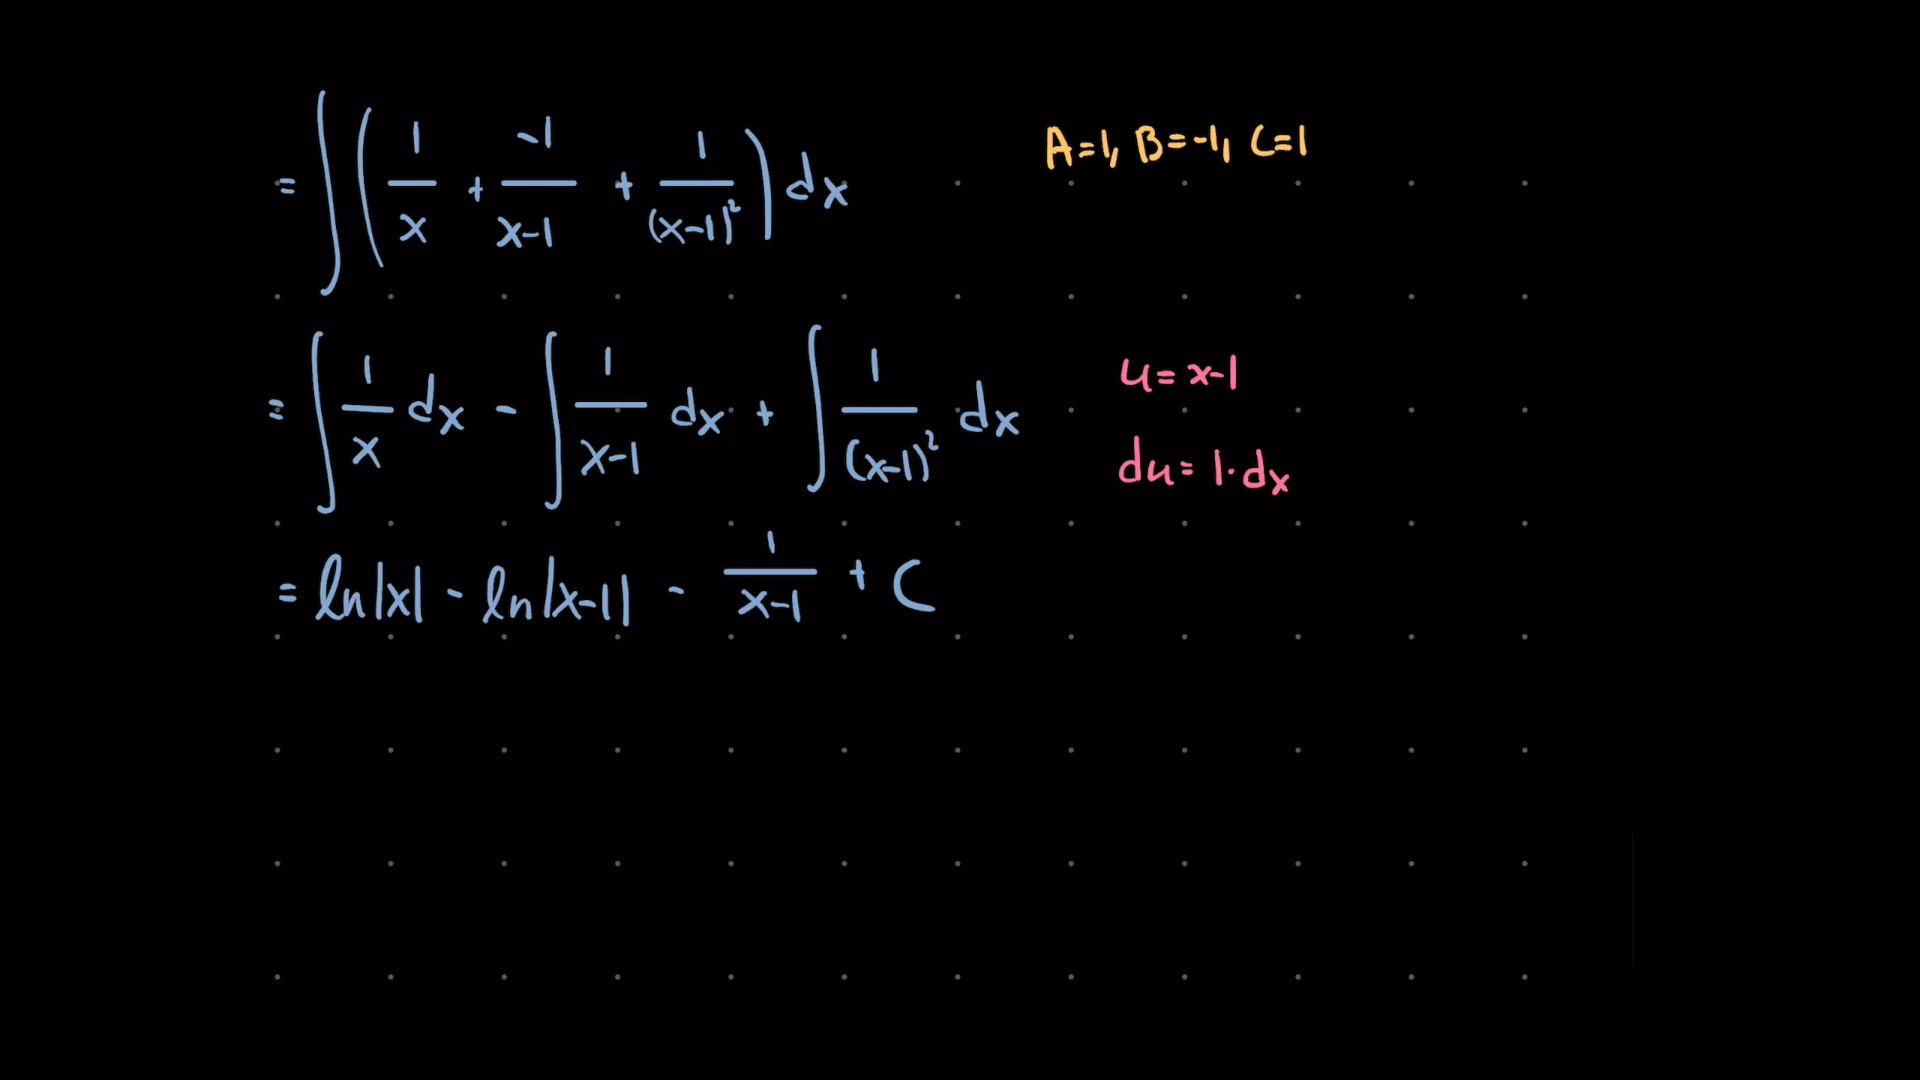 = ∫ ( 1/x + -1/(x-1) + 1/(x-1)² ) dx
A=1, B=-1, C=1
= ∫ 1/x dx - ∫ 1/(x-1) dx + ∫ 1/(x-1)² dx
u = x-1
du = 1·dx
= ln|x| - ln|x-1| - 1/(x-1) + C